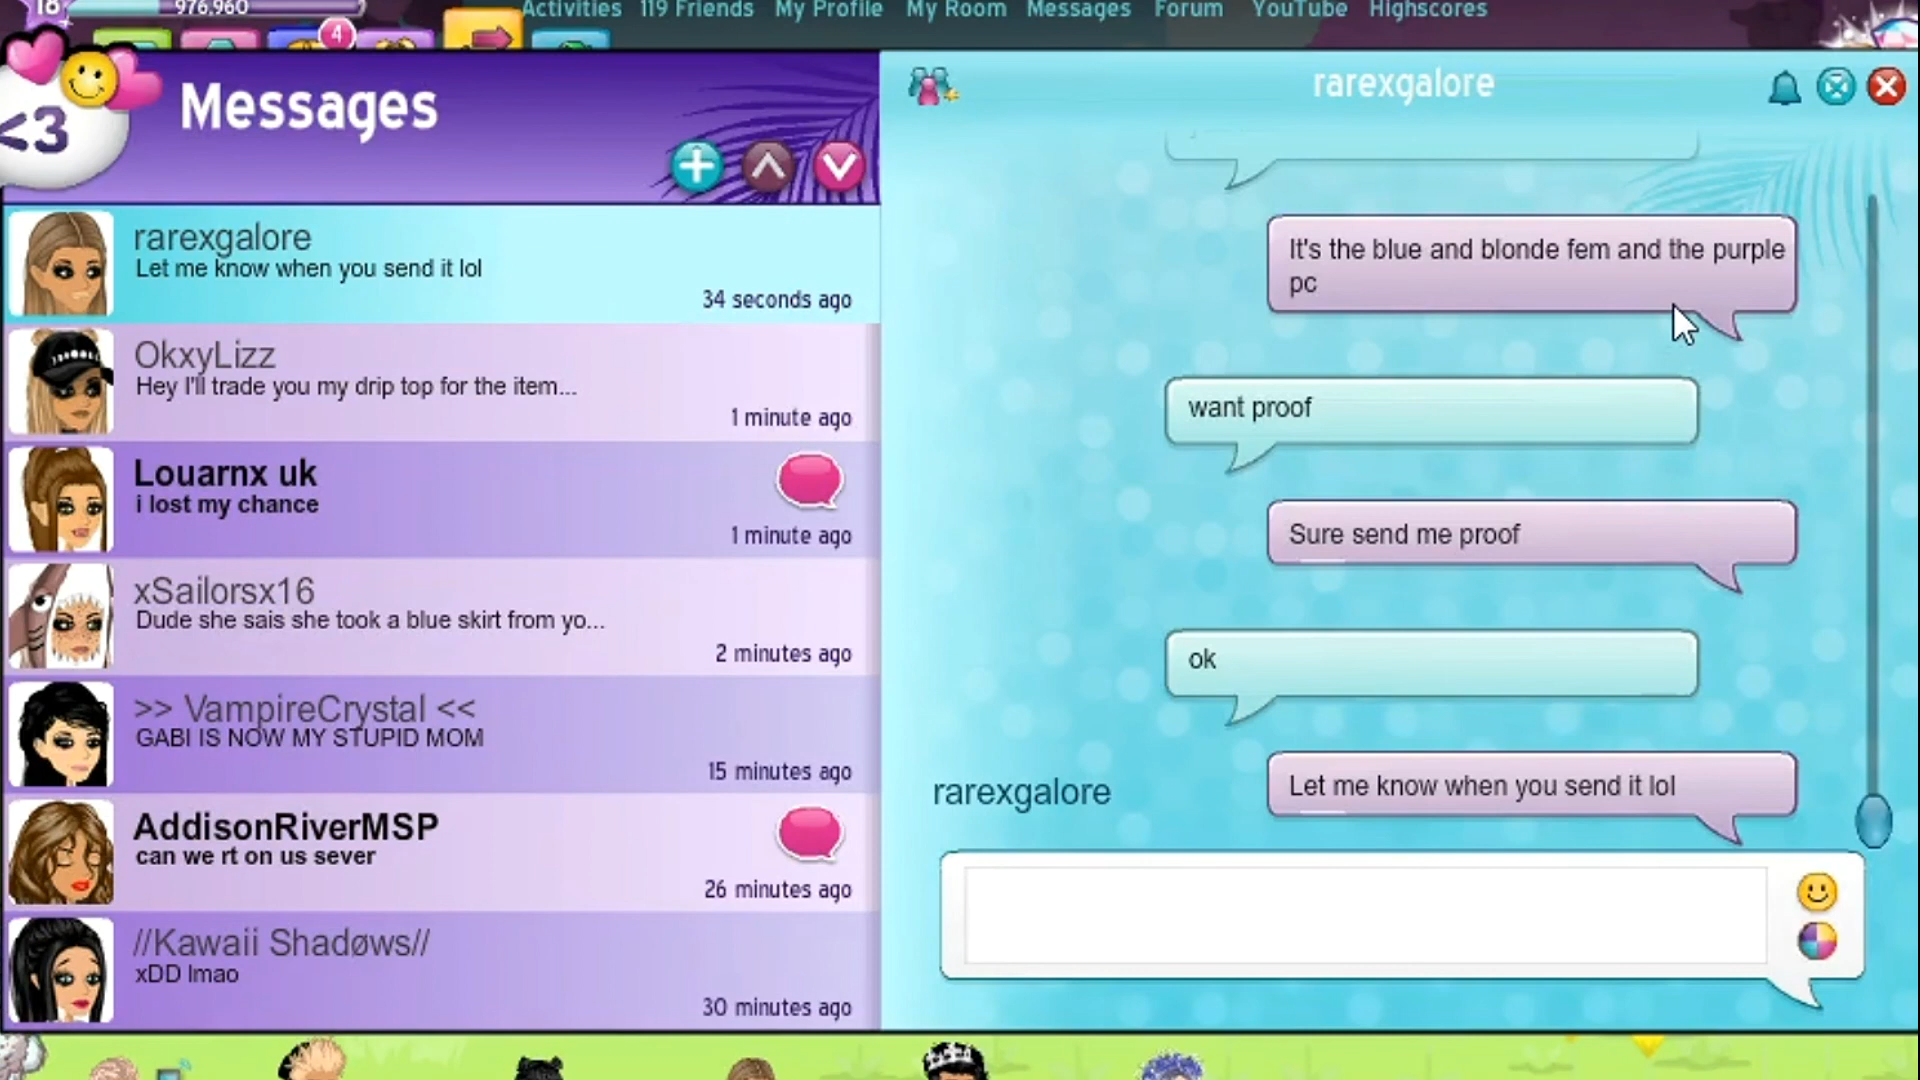 18
976,960
Activities 119 Friends My Profile My Room Messages Forum YouTube Highscores
4
<3
Messages
rarexgalore
Let me know when you send it lol
34 seconds ago
OkxyLizz
Hey I'll trade you my drip top for the item...
1 minute ago
Louarnx uk
i lost my chance
1 minute ago
xSailorsx16
Dude she sais she took a blue skirt from yo...
2 minutes ago
>> VampireCrystal <<
GABI IS NOW MY STUPID MOM
15 minutes ago
AddisonRiverMSP
can we rt on us sever
26 minutes ago
//Kawaii Shadøws//
xDD lmao
30 minutes ago
rarexgalore
It's the blue and blonde fem and the purple
pc
want proof
Sure send me proof
ok
Let me know when you send it lol
rarexgalore